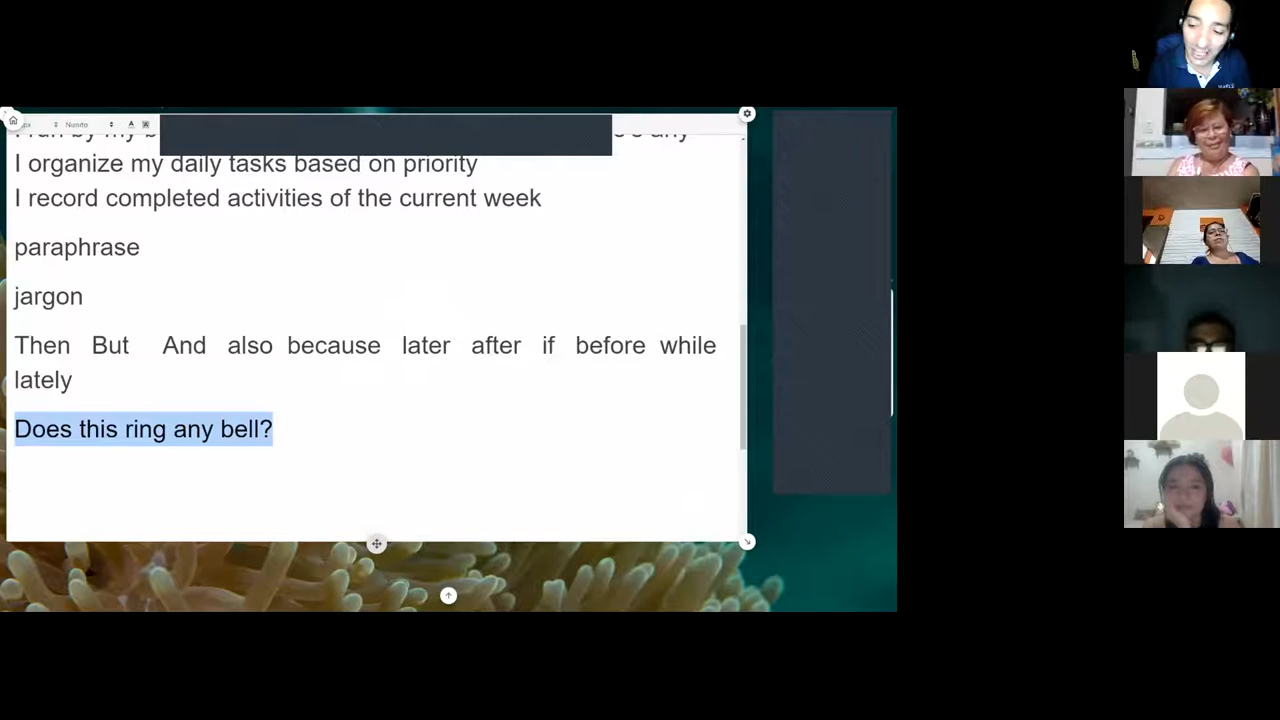 Nunito
I organize my daily tasks based on priority
I record completed activities of the current week
paraphrase
jargon
Then But And also because later after if before while
lately
Does this ring any bell?